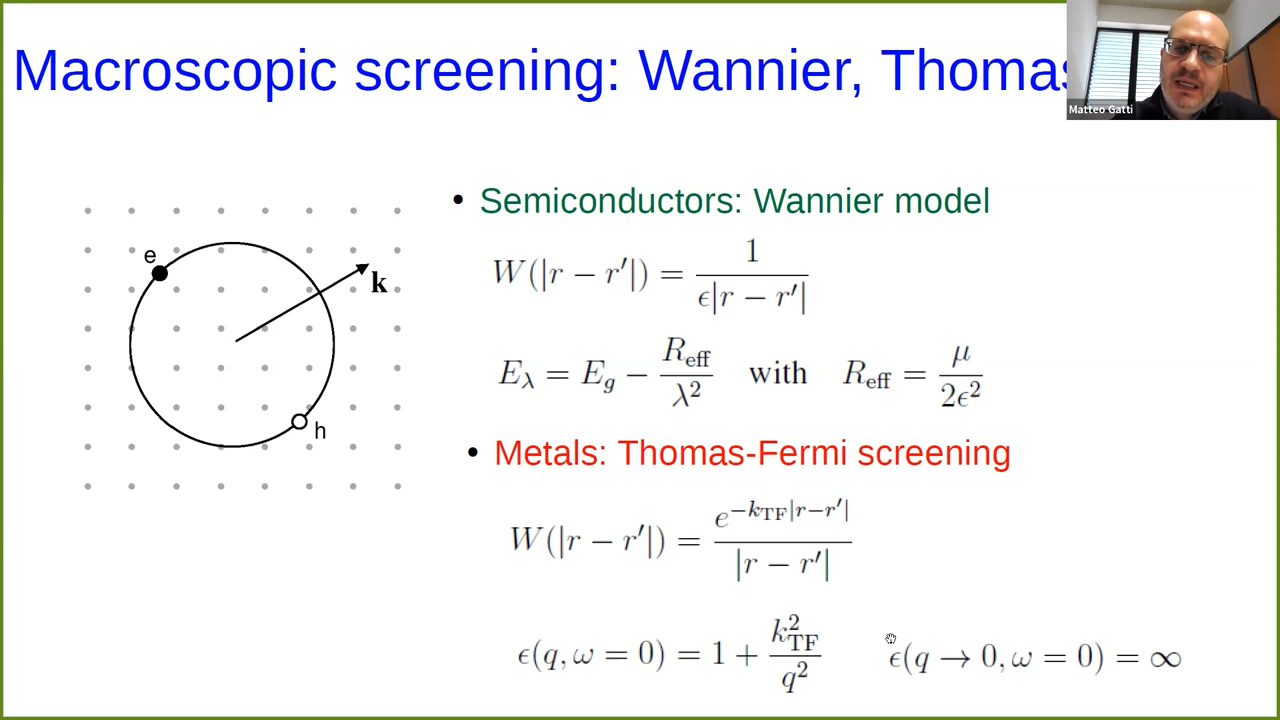 Macroscopic screening: Wannier, Thomas
Matteo Gatti
• Semiconductors: Wannier model
W(|r − r′|) = 1 / ϵ|r − r′|
e
k
h
E_λ = E_g − R_eff / λ² with R_eff = μ / 2ϵ²
• Metals: Thomas-Fermi screening
W(|r − r′|) = e^{−k_TF|r−r′|} / |r − r′|
ϵ(q, ω = 0) = 1 + k²_TF / q² ϵ(q → 0, ω = 0) = ∞